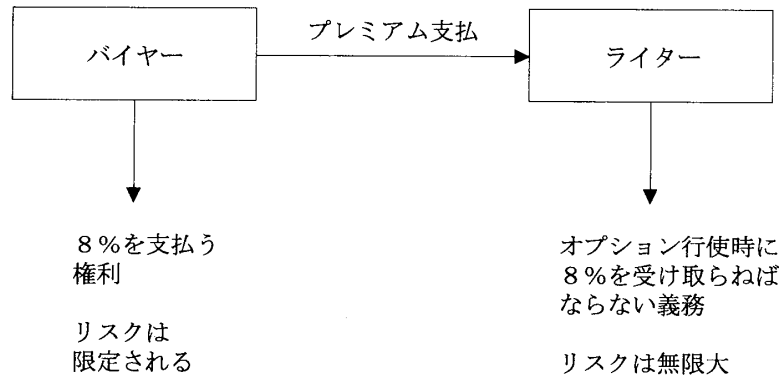 プレミアム支払
バイヤー
ライター
８%を支払う
権利
リスクは
限定される
オプション行使時に
８%を受け取らねば
ならない義務
リスクは無限大